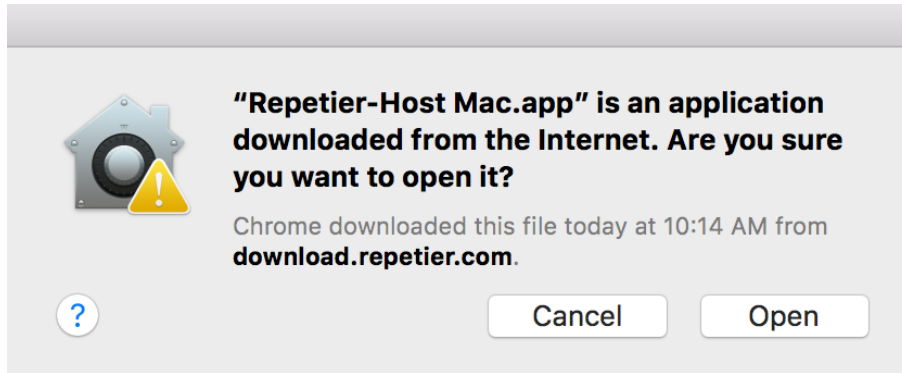 “Repetier-Host Mac.app” is an application
downloaded from the Internet. Are you sure
you want to open it?
Chrome downloaded this file today at 10:14 AM from
download.repetier.com.
? Cancel Open